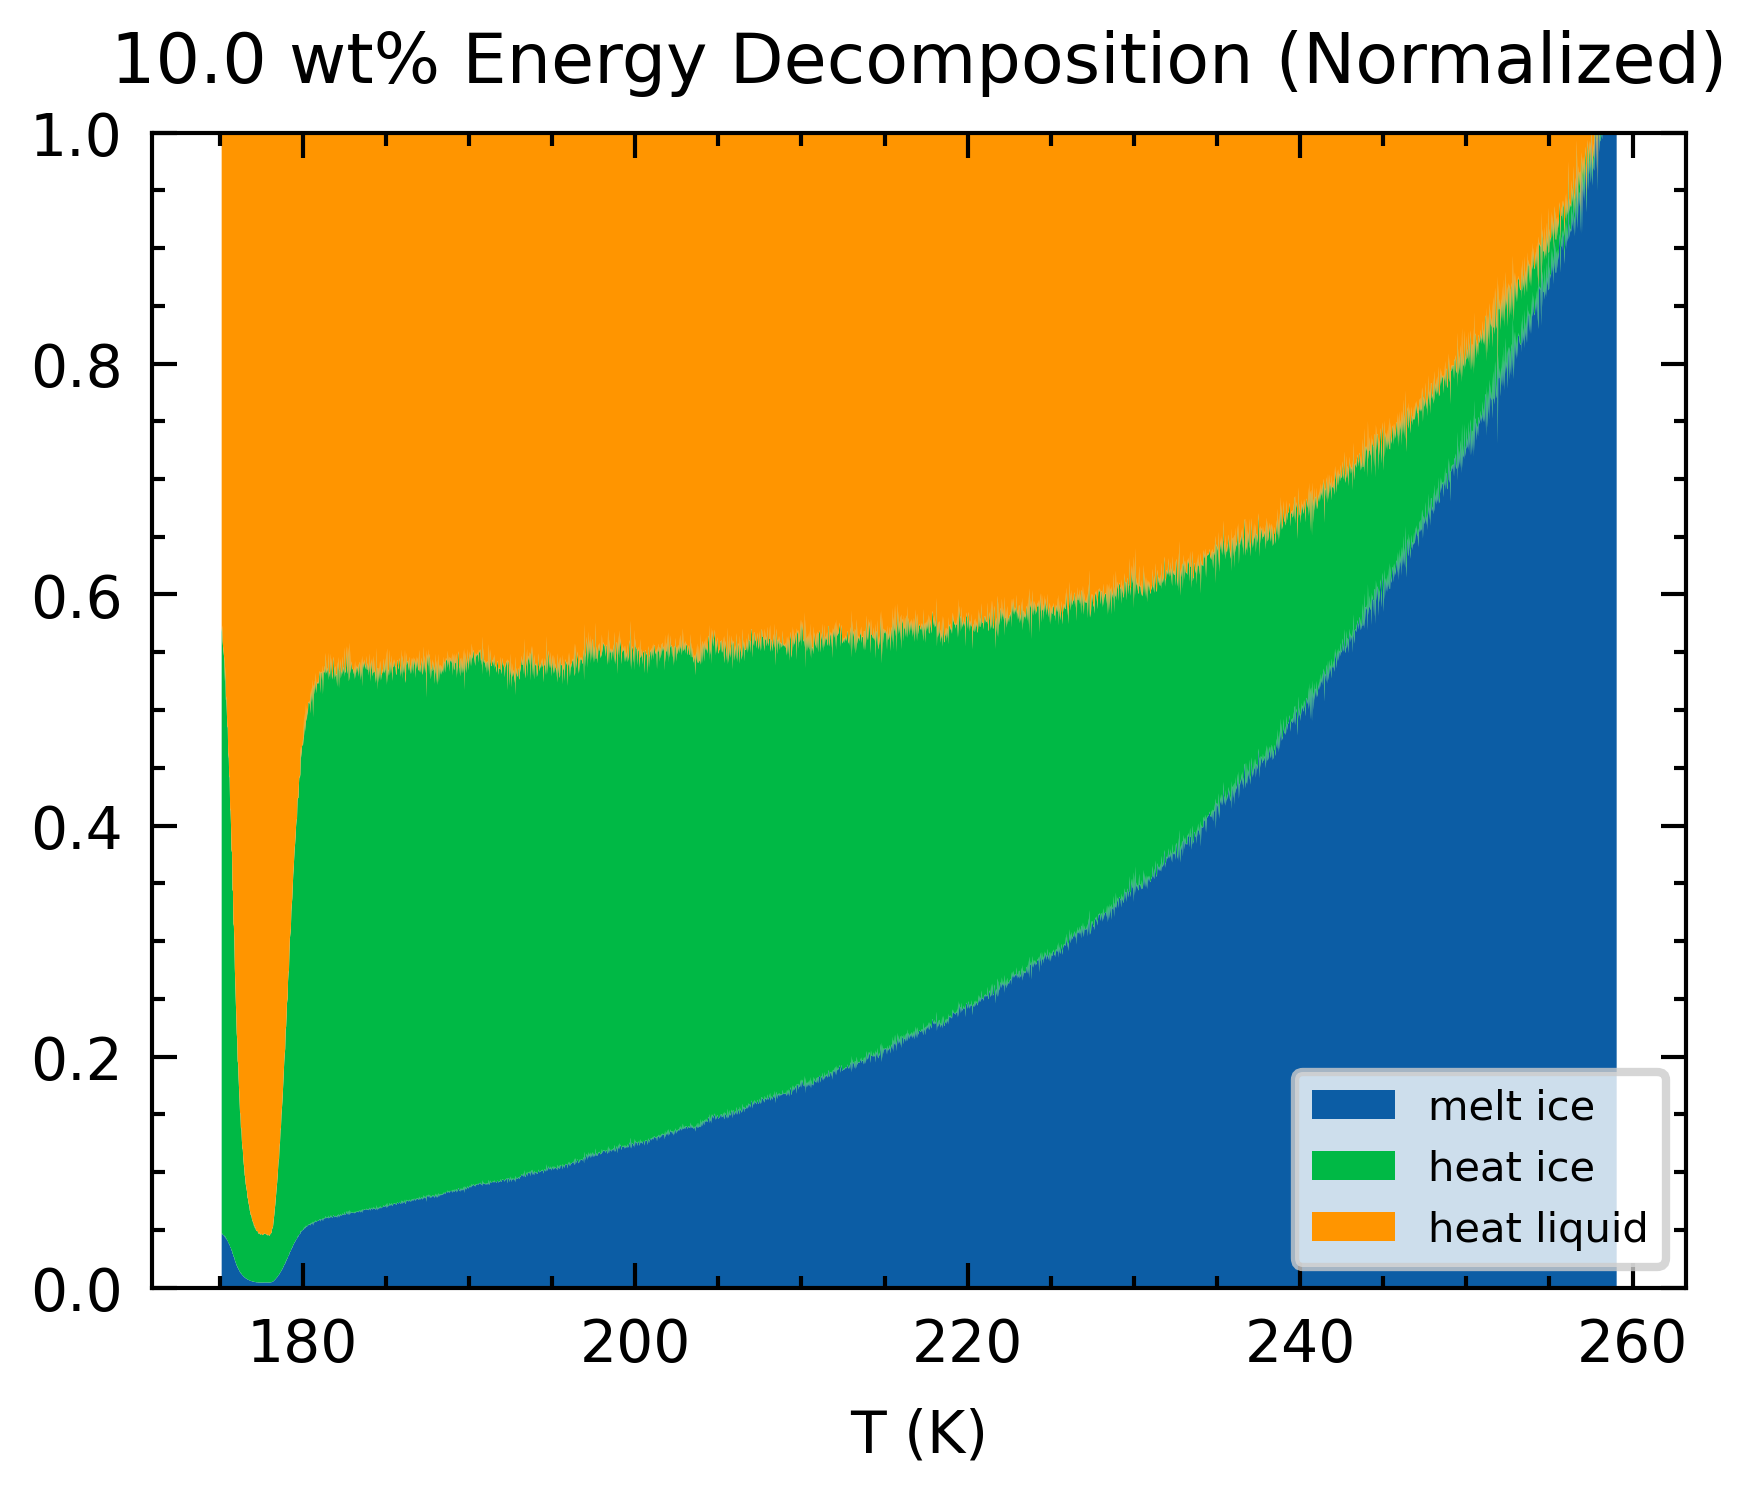 10.0 wt% Energy Decomposition (Normalized)
1.0
0.8
0.6
0.4
0.2
0.0
melt ice
heat ice
heat liquid
180 200 220 240 260
T (K)